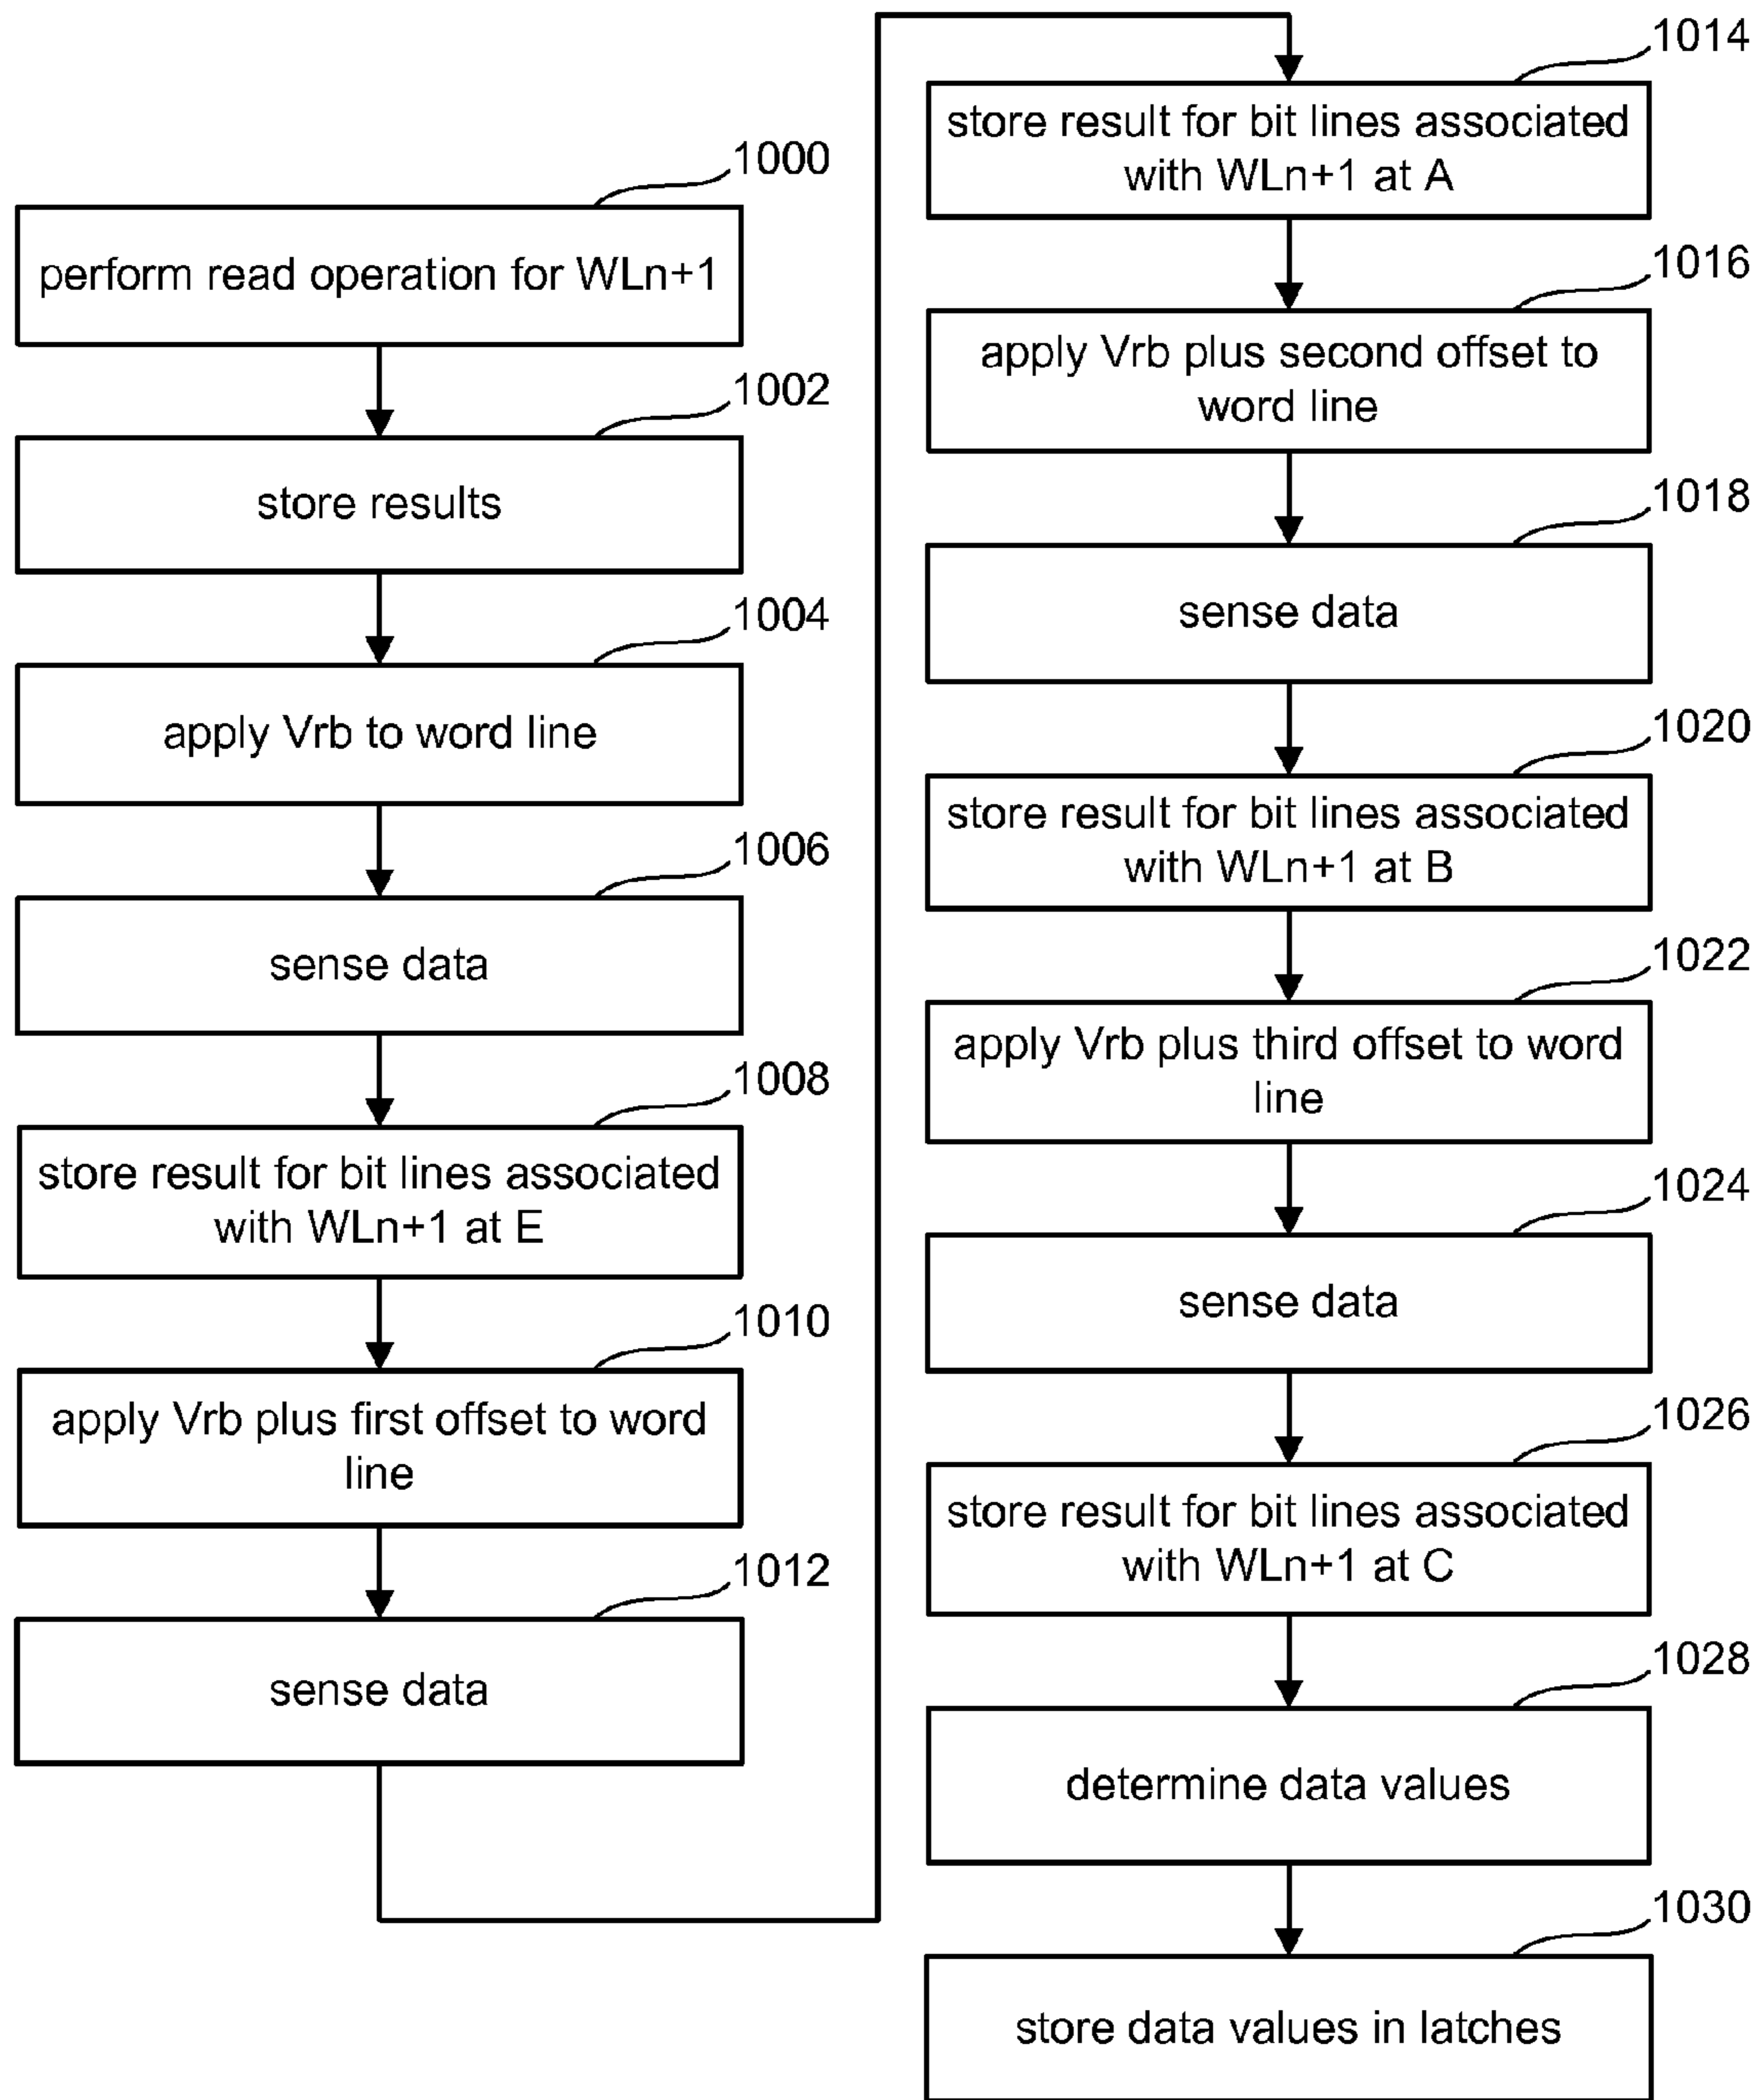 1000
perform read operation for WLn+1
1002
store results
1004
apply Vrb to word line
1006
sense data
1008
store result for bit lines associated
with WLn+1 at E
1010
apply Vrb plus first offset to word
line
1012
sense data
1014
store result for bit lines associated
with WLn+1 at A
1016
apply Vrb plus second offset to
word line
1018
sense data
1020
store result for bit lines associated
with WLn+1 at B
1022
apply Vrb plus third offset to word
line
1024
sense data
1026
store result for bit lines associated
with WLn+1 at C
1028
determine data values
1030
store data values in latches